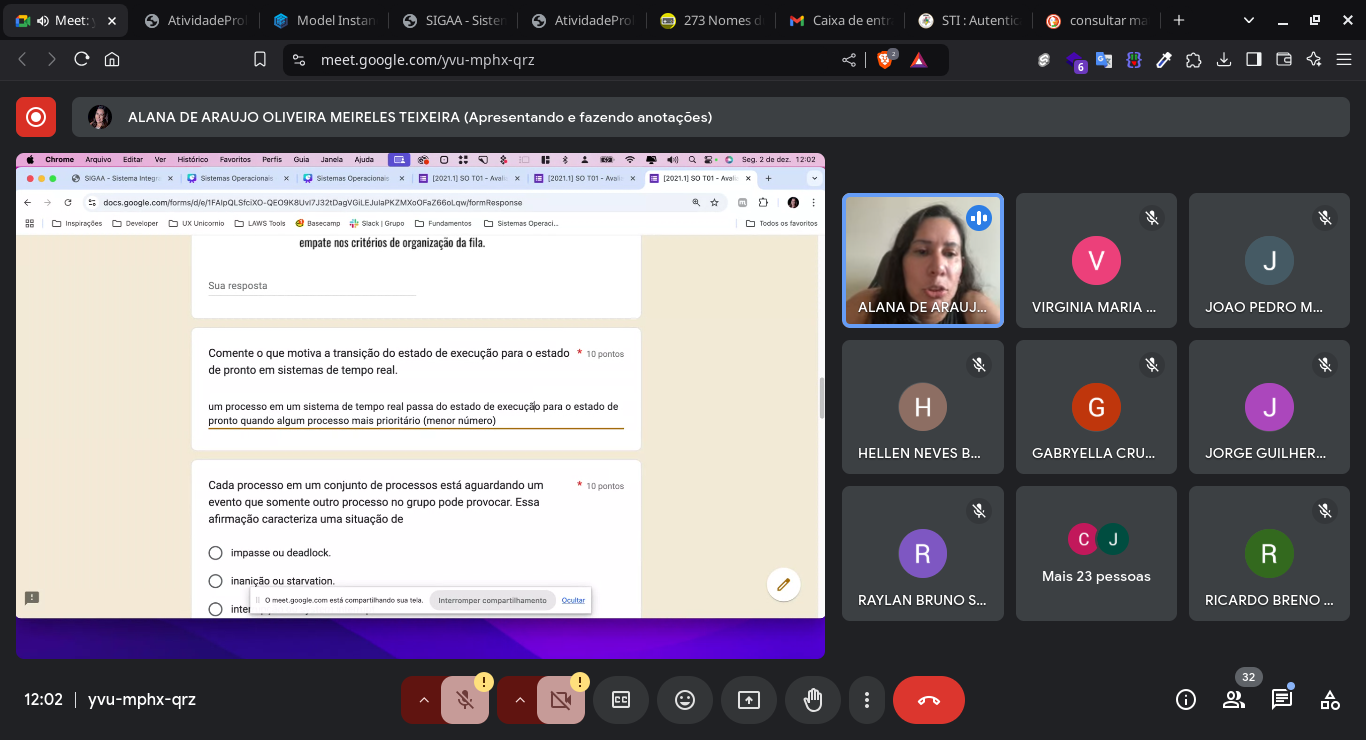 Meet: y
AtividadeProl
Model Instan
SIGAA - Sister
AtividadeProl
273 Nomes d
Caixa de entr
STI : Autentic
consultar ma
meet.google.com/yvu-mphx-qrz
2
6
ALANA DE ARAUJO OLIVEIRA MEIRELES TEIXEIRA (Apresentando e fazendo anotações)
Chrome Arquivo Editar Ver Histórico Favoritos Perfis Guia Janela Ajuda Seg. 2 de dez. 12:02
SIGAA - Sistema Integr
Sistemas Operacionais
Sistemas Operacionais
[2021.1] SO T01 - Avali
[2021.1] SO T01 - Avali
[2021.1] SO T01 - Avali
docs.google.com/forms/d/e/1FAIpQLSfciXO-QEO9K8UvI7J32tDagVGiLEJulaPKZMXoOFaZ66oLqw/formResponse
Inspirações Developer UX Unicornio LAWS Tools Basecamp Slack | Grupo Fundamentos Sistemas Operaci... Todos os favoritos
empate nos critérios de organização da fila.
Sua resposta
Comente o que motiva a transição do estado de execução para o estado * 10 pontos
de pronto em sistemas de tempo real.
um processo em um sistema de tempo real passa do estado de execução para o estado de
pronto quando algum processo mais prioritário (menor número)
Cada processo em um conjunto de processos está aguardando um * 10 pontos
evento que somente outro processo no grupo pode provocar. Essa
afirmação caracteriza uma situação de
impasse ou deadlock.
inanição ou starvation.
O meet.google.com está compartilhando sua tela. Interromper compartilhamento Ocultar
ALANA DE ARAUJ...
V
VIRGINIA MARIA ...
J
JOAO PEDRO M...
H
HELLEN NEVES B...
G
GABRYELLA CRU...
J
JORGE GUILHER...
R
RAYLAN BRUNO S...
C J
Mais 23 pessoas
R
RICARDO BRENO ...
12:02 | yvu-mphx-qrz
32